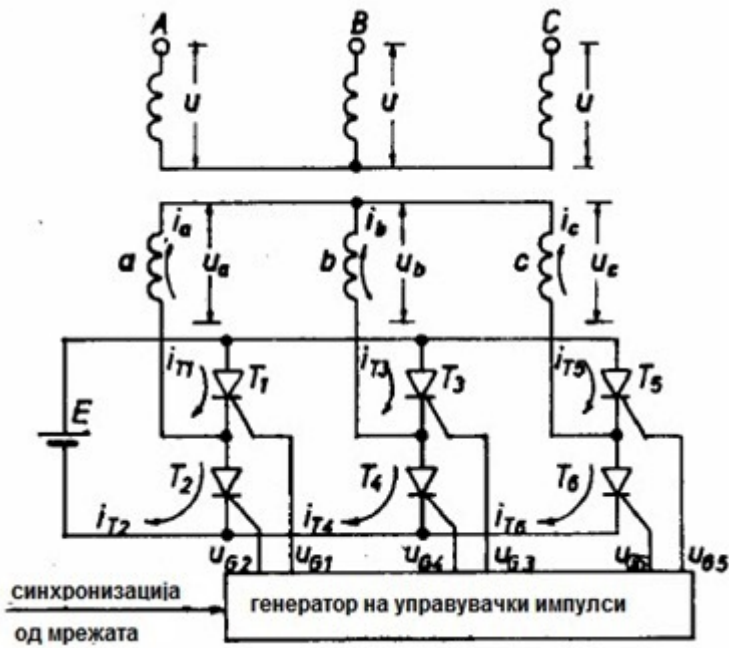 A B C
u u u
i_a i_b i_c
a u_a b u_b c u_c
i_T1 T_1 i_T3 T_3 i_T5 T_5
E
T_2 T_4 T_6
i_T2 i_T4 i_T6
u_G2 u_G1 u_G4 u_G3 u_G5
синхронизација
од мрежата
генератор на управувачки импулси